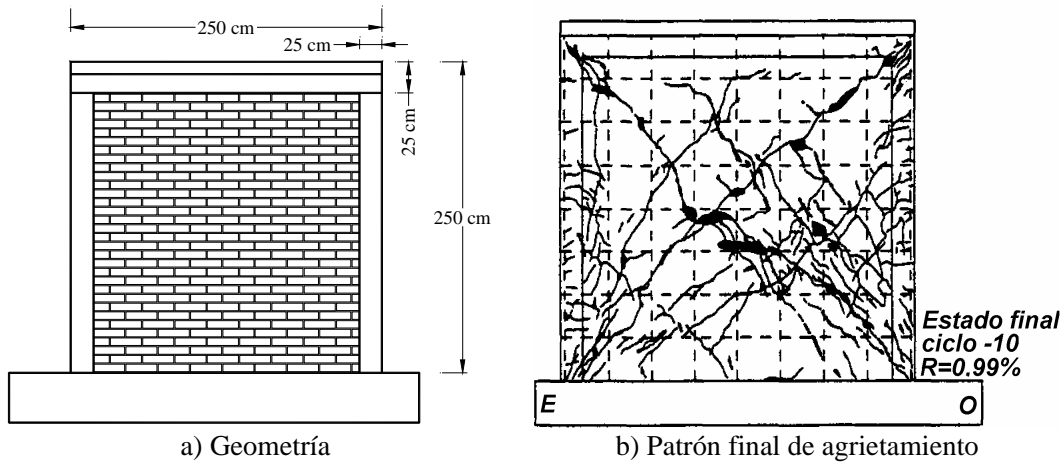 250 cm
25 cm
25 cm
250 cm
a) Geometría
Estado final
ciclo -10
R=0.99%
E
O
b) Patrón final de agrietamiento